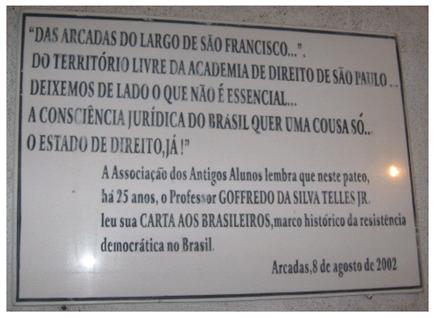 “DAS ARCADAS DO LARGO DE SÃO FRANCISCO...”.
DO TERRITÓRIO LIVRE DA ACADEMIA DE DIREITO DE SÃO PAULO ...
DEIXEMOS DE LADO O QUE NÃO É ESSENCIAL...
A CONSCIÊNCIA JURÍDICA DO BRASIL QUER UMA COUSA SÓ...
O ESTADO DE DIREITO,JÁ!”
A Associação dos Antigos Alunos lembra que neste pateo,
há 25 anos, o Professor GOFFREDO DA SILVA TELLES JR.
leu sua CARTA AOS BRASILEIROS,marco histórico da resistência
democrática no Brasil.
Arcadas,8 de agosto de 2002